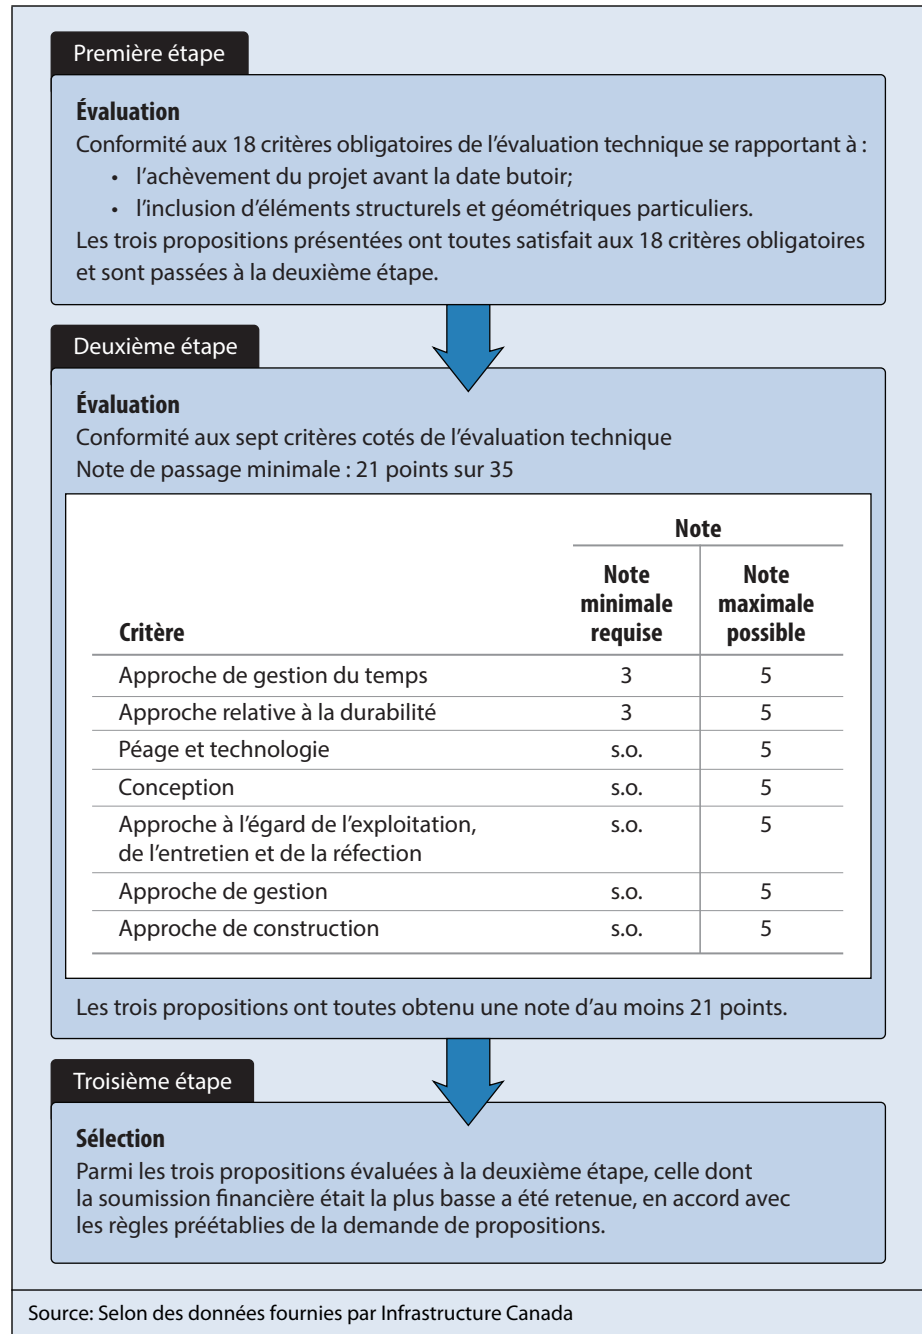 Première étape
Évaluation
Conformité aux 18 critères obligatoires de l'évaluation technique se rapportant à :
• l'achèvement du projet avant la date butoir;
• l'inclusion d'éléments structurels et géométriques particuliers.
Les trois propositions présentées ont toutes satisfait aux 18 critères obligatoires
et sont passées à la deuxième étape.
Deuxième étape
Évaluation
Conformité aux sept critères cotés de l'évaluation technique
Note de passage minimale : 21 points sur 35
Note
Critère Note minimale requise Note maximale possible
Approche de gestion du temps 3 5
Approche relative à la durabilité 3 5
Péage et technologie s.o. 5
Conception s.o. 5
Approche à l'égard de l'exploitation, s.o. 5
de l'entretien et de la réfection
Approche de gestion s.o. 5
Approche de construction s.o. 5
Les trois propositions ont toutes obtenu une note d'au moins 21 points.
Troisième étape
Sélection
Parmi les trois propositions évaluées à la deuxième étape, celle dont
la soumission financière était la plus basse a été retenue, en accord avec
les règles préétablies de la demande de propositions.
Source: Selon des données fournies par Infrastructure Canada